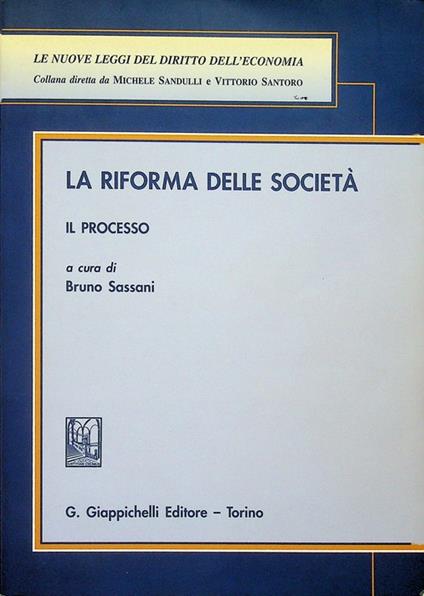 LE NUOVE LEGGI DEL DIRITTO DELL'ECONOMIA
Collana diretta da MICHELE SANDULLI e VITTORIO SANTORO
LA RIFORMA DELLE SOCIETÀ
IL PROCESSO
a cura di
Bruno Sassani
G. Giappichelli Editore – Torino